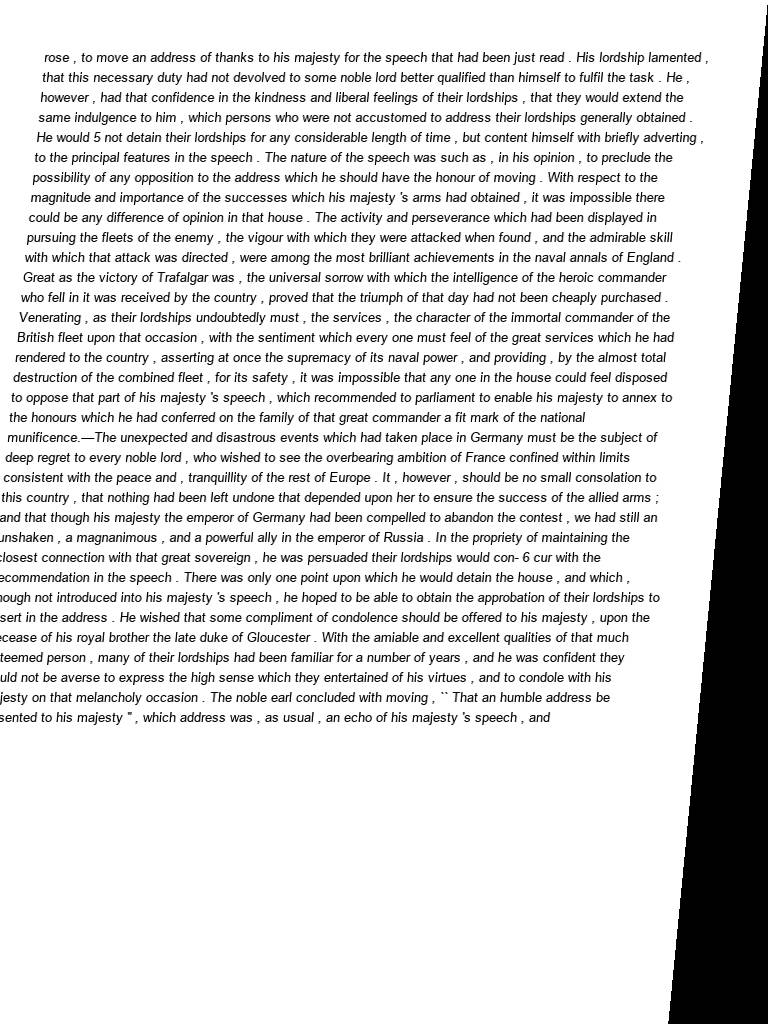 rose , to move an address of thanks to his majesty for the speech that had been just read . His lordship lamented ,
that this necessary duty had not devolved to some noble lord better qualified than himself to fulfil the task . He ,
however , had that confidence in the kindness and liberal feelings of their lordships , that they would extend the
same indulgence to him , which persons who were not accustomed to address their lordships generally obtained .
He would 5 not detain their lordships for any considerable length of time , but content himself with briefly adverting ,
to the principal features in the speech . The nature of the speech was such as , in his opinion , to preclude the
possibility of any opposition to the address which he should have the honour of moving . With respect to the
magnitude and importance of the successes which his majesty 's arms had obtained , it was impossible there
could be any difference of opinion in that house . The activity and perseverance which had been displayed in
pursuing the fleets of the enemy , the vigour with which they were attacked when found , and the admirable skill
with which that attack was directed , were among the most brilliant achievements in the naval annals of England .
Great as the victory of Trafalgar was , the universal sorrow with which the intelligence of the heroic commander
who fell in it was received by the country , proved that the triumph of that day had not been cheaply purchased .
Venerating , as their lordships undoubtedly must , the services , the character of the immortal commander of the
British fleet upon that occasion , with the sentiment which every one must feel of the great services which he had
rendered to the country , asserting at once the supremacy of its naval power , and providing , by the almost total
destruction of the combined fleet , for its safety , it was impossible that any one in the house could feel disposed
to oppose that part of his majesty 's speech , which recommended to parliament to enable his majesty to annex to
the honours which he had conferred on the family of that great commander a fit mark of the national
munificence.—The unexpected and disastrous events which had taken place in Germany must be the subject of
deep regret to every noble lord , who wished to see the overbearing ambition of France confined within limits
consistent with the peace and , tranquillity of the rest of Europe . It , however , should be no small consolation to
this country , that nothing had been left undone that depended upon her to ensure the success of the allied arms ;
and that though his majesty the emperor of Germany had been compelled to abandon the contest , we had still an
unshaken , a magnanimous , and a powerful ally in the emperor of Russia . In the propriety of maintaining the
closest connection with that great sovereign , he was persuaded their lordships would con- 6 cur with the
ecommendation in the speech . There was only one point upon which he would detain the house , and which ,
hough not introduced into his majesty 's speech , he hoped to be able to obtain the approbation of their lordships to
sert in the address . He wished that some compliment of condolence should be offered to his majesty , upon the
ecease of his royal brother the late duke of Gloucester . With the amiable and excellent qualities of that much
teemed person , many of their lordships had been familiar for a number of years , and he was confident they
uld not be averse to express the high sense which they entertained of his virtues , and to condole with his
jesty on that melancholy occasion . The noble earl concluded with moving , `` That an humble address be
sented to his majesty " , which address was , as usual , an echo of his majesty 's speech , and